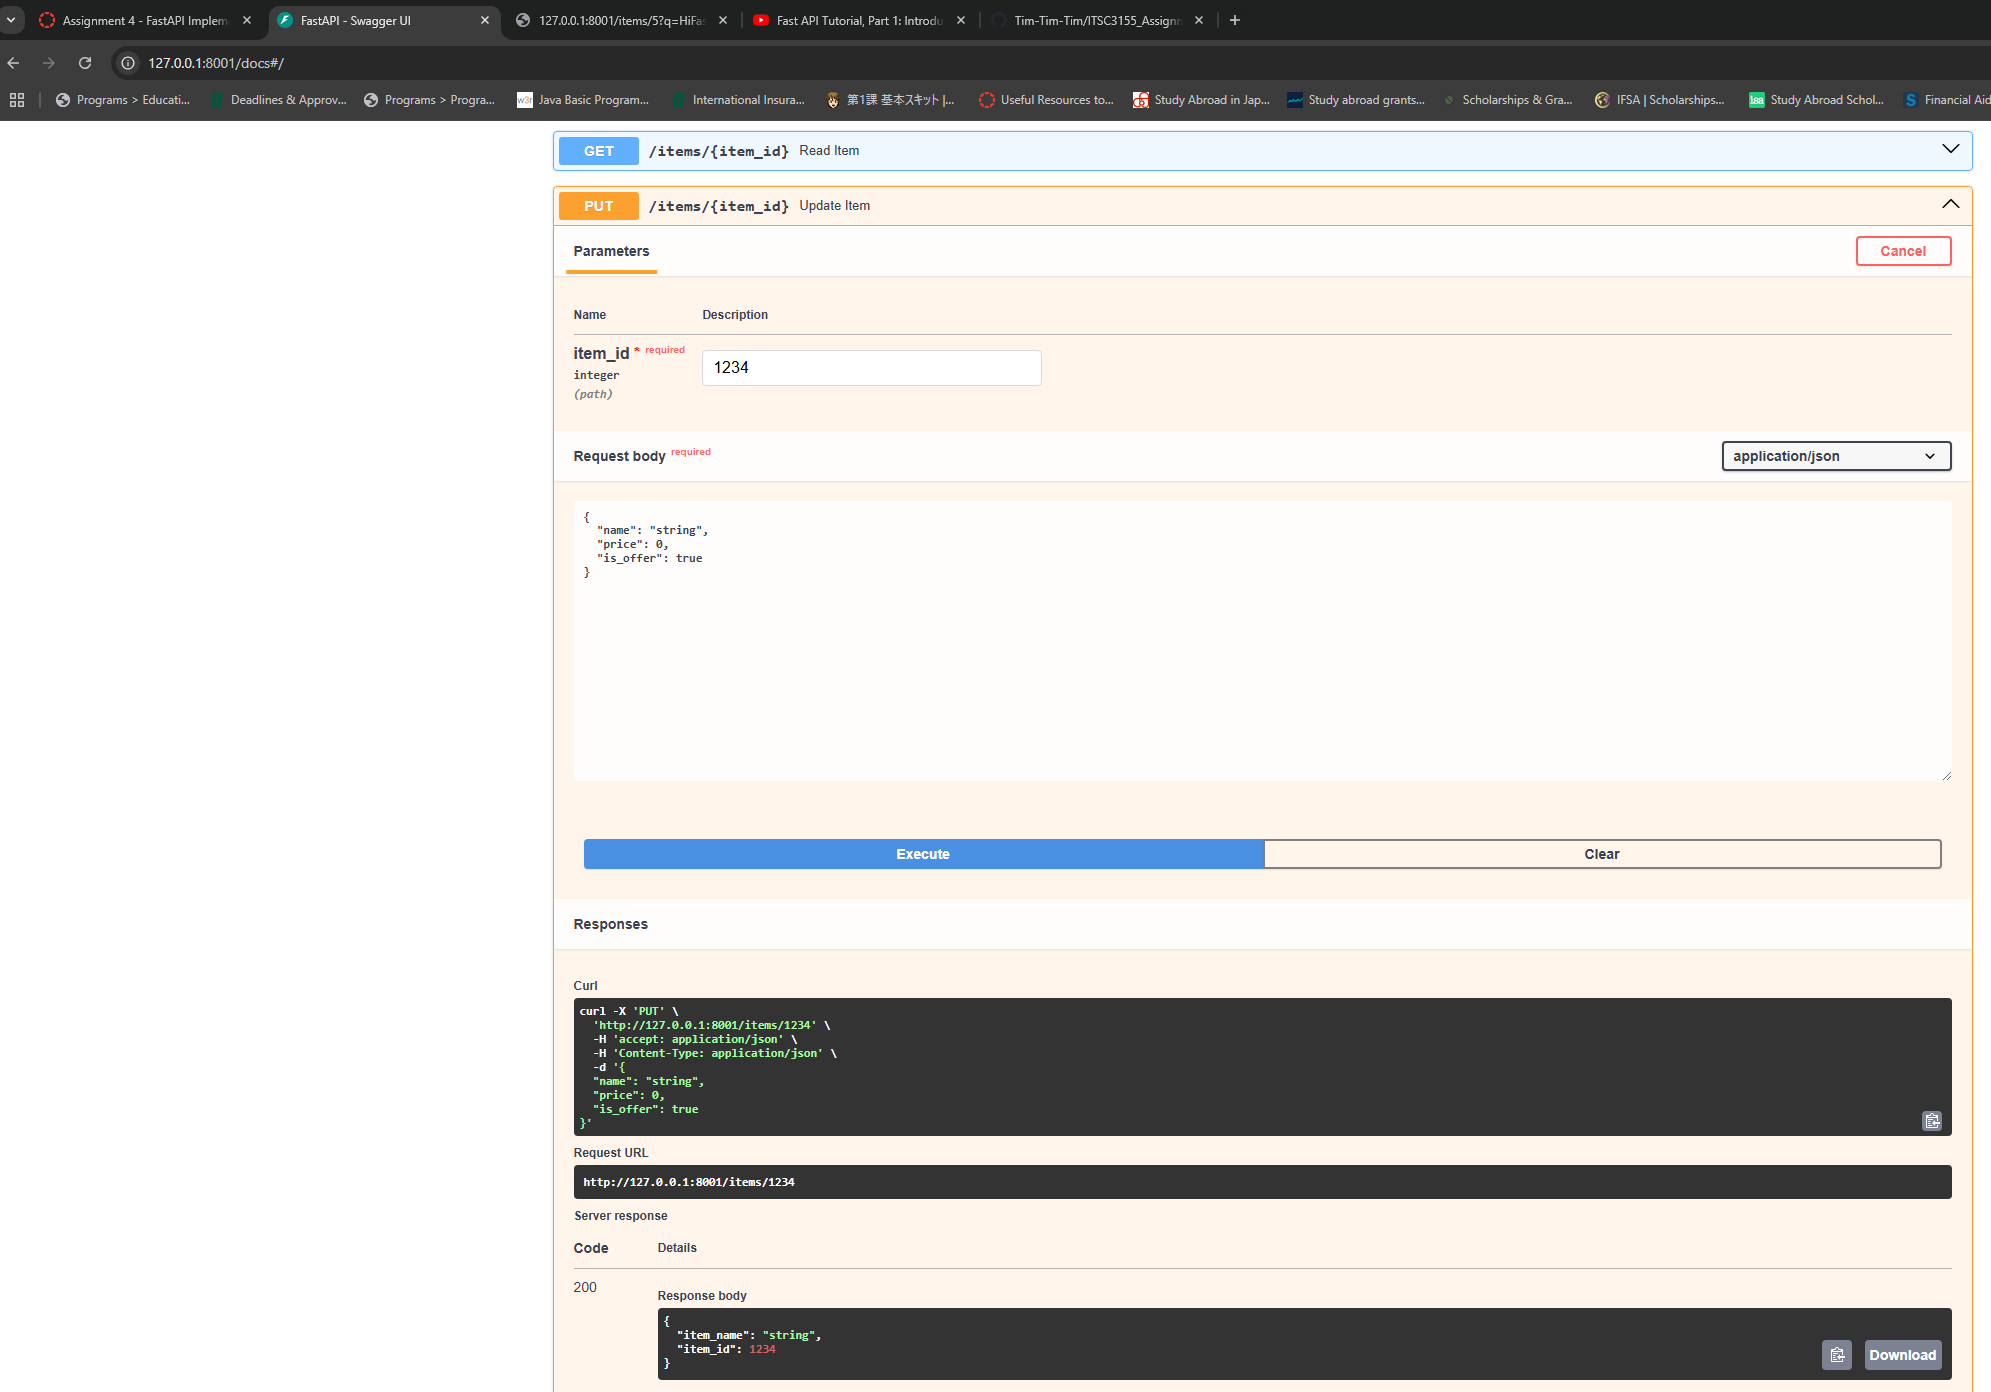 Assignment 4 - FastAPI Implem
FastAPI - Swagger UI
127.0.0.1:8001/items/5?q=HiFas
Fast API Tutorial, Part 1: Introdu
Tim-Tim-Tim/ITSC3155_Assignm
127.0.0.1:8001/docs#/
Programs > Educati...
Deadlines & Approv...
Programs > Progra...
w3r
Java Basic Program...
International Insura...
第1課 基本スキット |...
Useful Resources to...
Study Abroad in Jap...
Study abroad grants...
Scholarships & Gra...
IFSA | Scholarships...
Study Abroad Schol...
S
Financial Aid
GET /items/{item_id} Read Item
PUT /items/{item_id} Update Item
Parameters
Cancel
Name Description
item_id * required
integer
(path)
1234
Request body required
application/json
{
  "name": "string",
  "price": 0,
  "is_offer": true
}
Execute
Clear
Responses
Curl
curl -X 'PUT' \
  'http://127.0.0.1:8001/items/1234' \
  -H 'accept: application/json' \
  -H 'Content-Type: application/json' \
  -d '{
  "name": "string",
  "price": 0,
  "is_offer": true
}'
Request URL
http://127.0.0.1:8001/items/1234
Server response
Code Details
200
Response body
{
  "item_name": "string",
  "item_id": 1234
}
Download